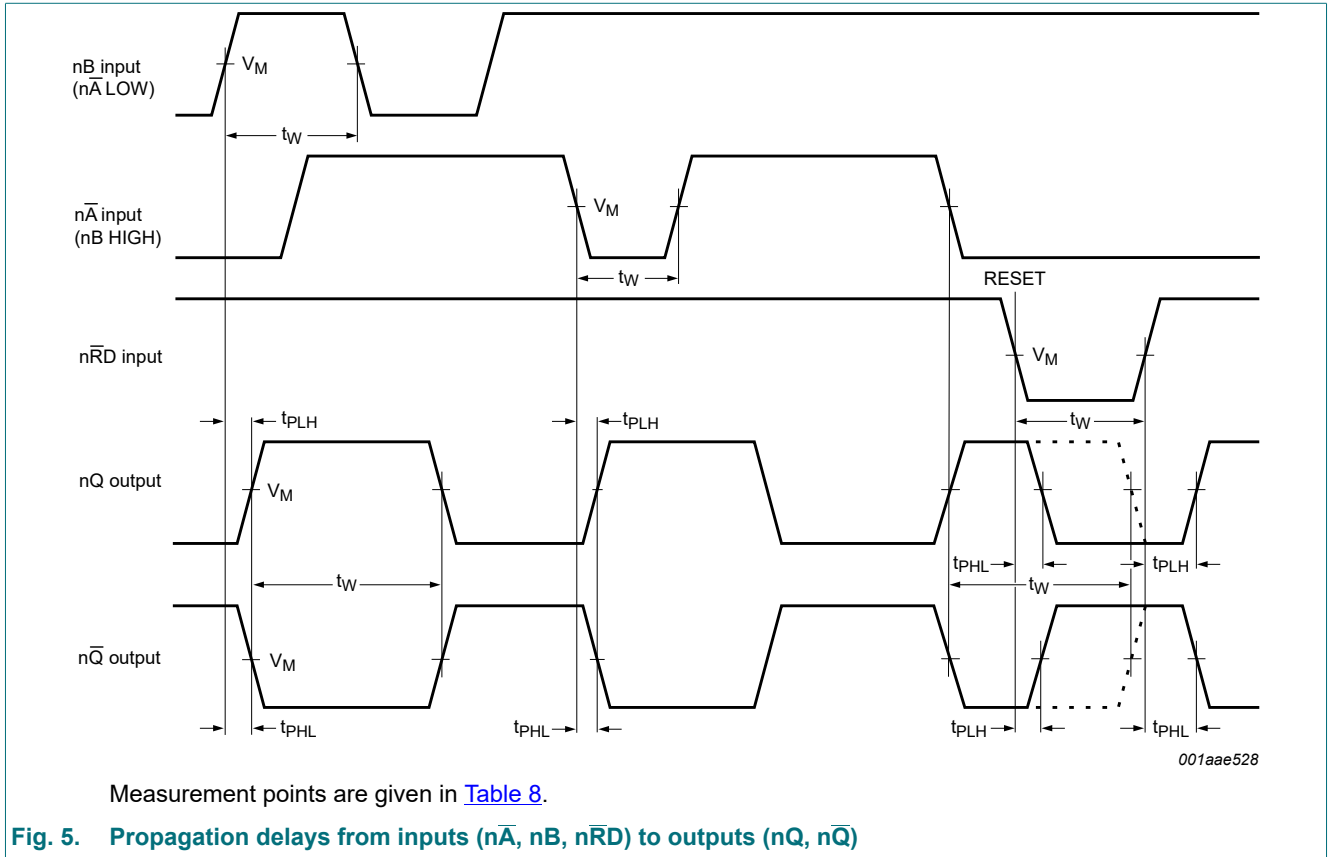 nB input
(nA̅ LOW)
V_M
t_W
nA̅ input
(nB HIGH)
V_M
t_W
RESET
nR̅D input
V_M
t_W
t_PLH
t_PLH
nQ output
V_M
t_PHL
t_PLH
t_W
t_W
nQ̅ output
V_M
t_PHL
t_PHL
t_PLH
t_PHL
001aae528
Measurement points are given in Table 8.
Fig. 5. Propagation delays from inputs (nA̅, nB, nR̅D) to outputs (nQ, nQ̅)